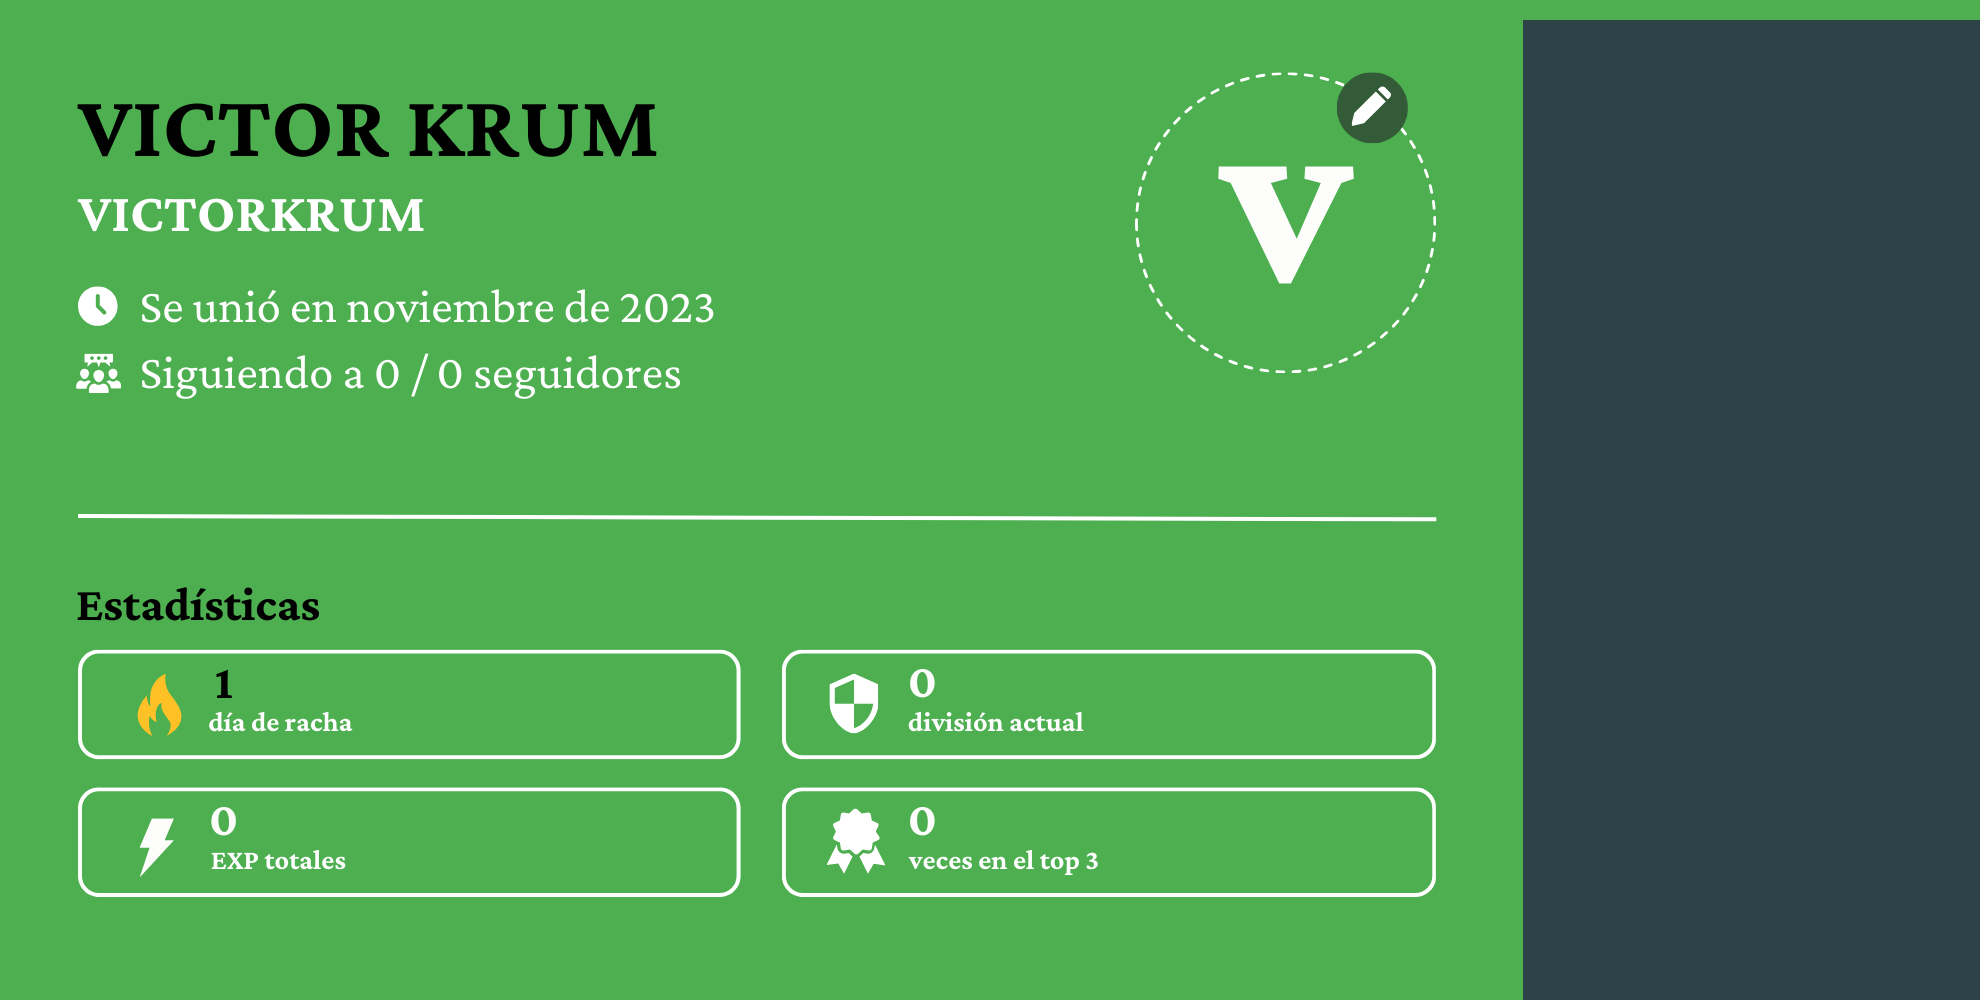 VICTOR KRUM
VICTORKRUM
Se unió en noviembre de 2023
Siguiendo a 0 / 0 seguidores
V
Estadísticas
1
día de racha
0
división actual
0
EXP totales
0
veces en el top 3